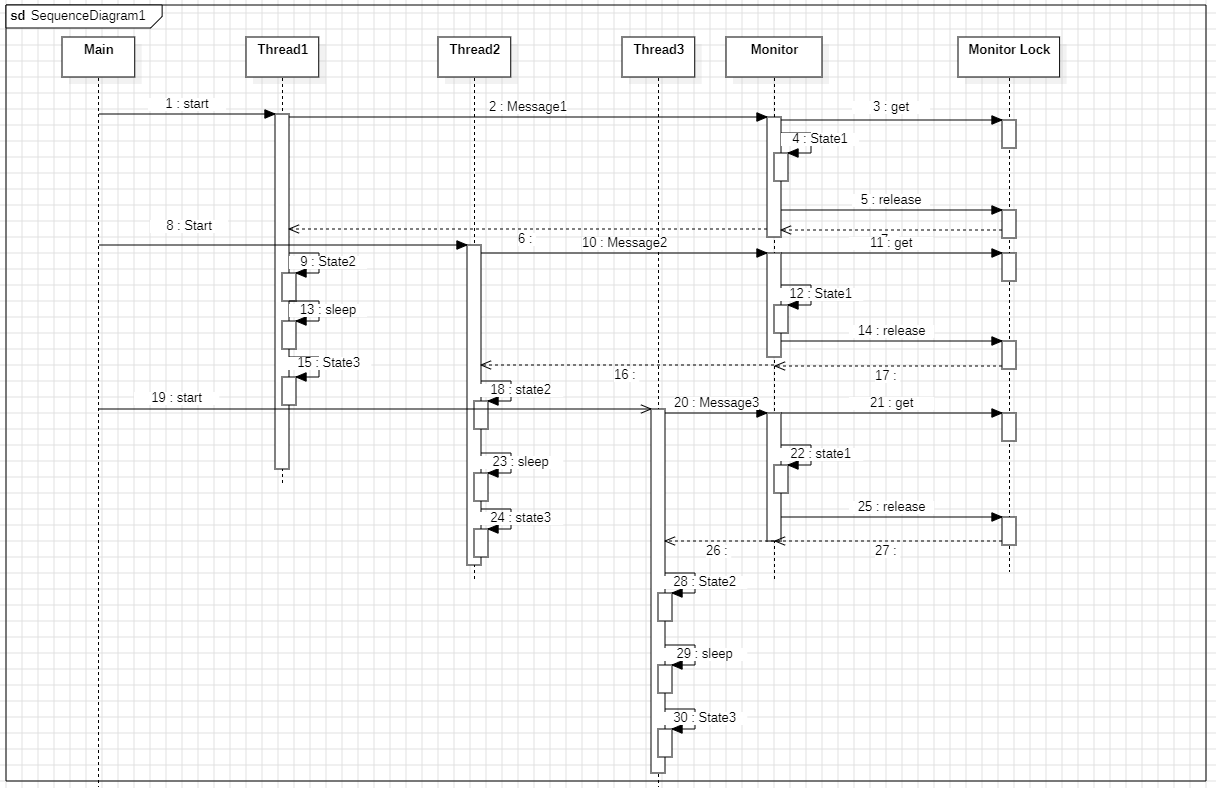 sd SequenceDiagram1
Main
Thread1
Thread2
Thread3
Monitor
Monitor Lock
1 : start
2 : Message1
3 : get
4 : State1
5 : release
8 : Start
6 :
7
10 : Message2
11 : get
9 : State2
12 : State1
13 : sleep
14 : release
15 : State3
16 :
17 :
18 : state2
19 : start
20 : Message3
21 : get
22 : state1
23 : sleep
25 : release
24 : state3
26 :
27 :
28 : State2
29 : sleep
30 : State3